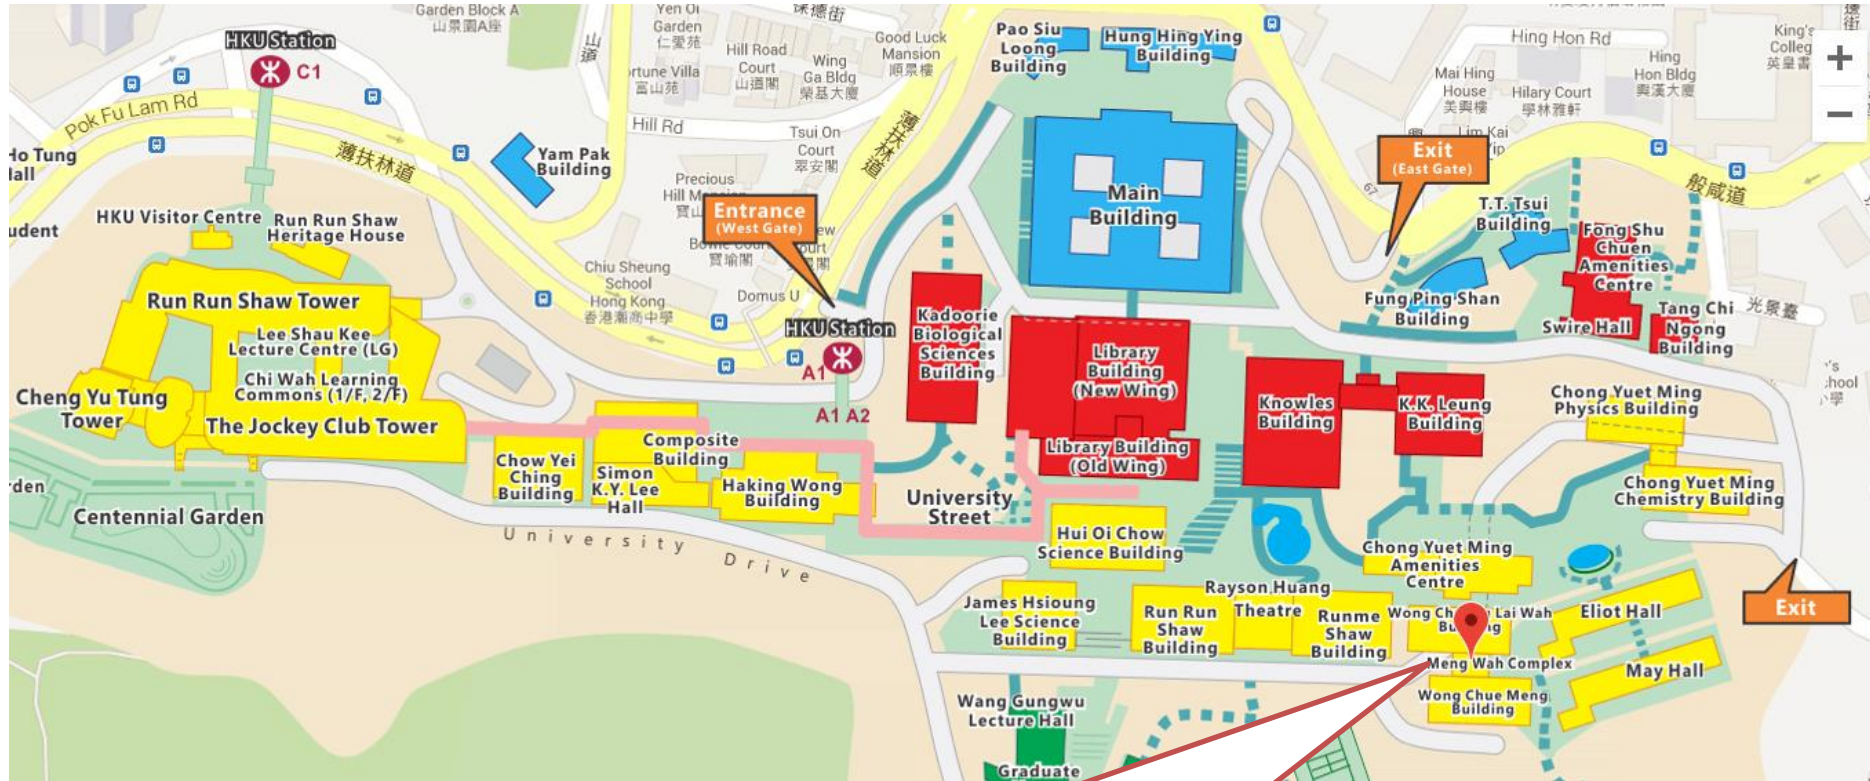 Garden Block A
山景園A座
HKU Station
C1
Pok Fu Lam Rd
薄扶林道
山道
Yen Oi
Garden
仁愛苑
Hill Road
Court
山道閣
Wing
Ga Bldg
榮基大廈
Good Luck
Mansion
順景樓
Hill Rd
Tsui On
Court
翠安閣
薄扶林道
Yam Pak
Building
Precious
Entrance
(West Gate)
Chiu Sheung
School
Hong Kong
香港潮商中學
寶瑜閣
Domus
HKU Station
A1
A1 A2
Pao Siu
Loong
Building
Hung Hing Ying
Building
Main
Building
Hing Hon Rd
Hing
Hon Bldg
興漢大廈
King's
Mai Hing
House
美興樓
Hilary Court
學林雅軒
Lim Kai
+
−
67
Exit
(East Gate)
般咸道
T.T. Tsui
Building
Fong Shu
Chuen
Amenities
Centre
Fung Ping Shan
Building
Swire Hall
Tang Chi
Ngong
Building
光景臺
Ho Tung
HKU Visitor Centre
Run Run Shaw
Heritage House
Run Run Shaw Tower
Lee Shau Kee
Lecture Centre (LG)
Chi Wah Learning
Commons (1/F, 2/F)
Cheng Yu Tung
Tower
The Jockey Club Tower
Centennial Garden
Chow Yei
Ching
Building
Composite
Building
Simon
K.Y. Lee
Hall
Haking Wong
Building
University Drive
Kadoorie
Biological
Sciences
Building
Library
Building
(New Wing)
Library Building
(Old Wing)
University
Street
Knowles
Building
K.K. Leung
Building
Chong Yuet Ming
Physics Building
Chong Yuet Ming
Chemistry Building
Hui Oi Chow
Science Building
Chong Yuet Ming
Amenities
Centre
James Hsioung
Lee Science
Building
Run Run
Shaw
Building
Rayson Huang
Theatre
Runme
Shaw
Building
Lai Wah
Meng Wah Complex
Wong Chue Meng
Building
Eliot Hall
May Hall
Exit
Wang Gungwu
Lecture Hall
Graduate